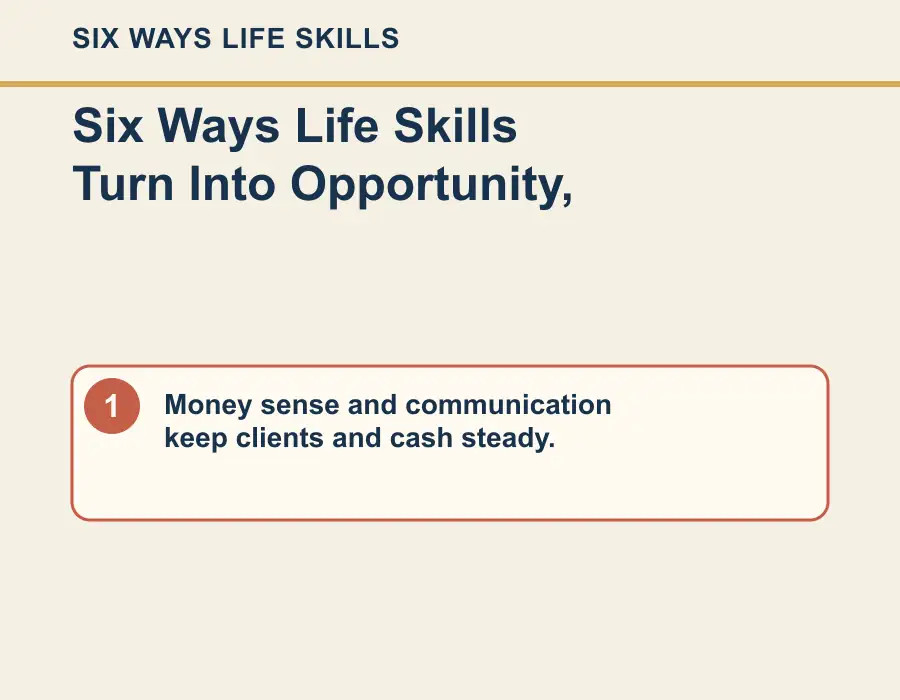 SIX WAYS LIFE SKILLS
Six Ways Life Skills
Turn Into Opportunity,
1
Money sense and communication
keep clients and cash steady.